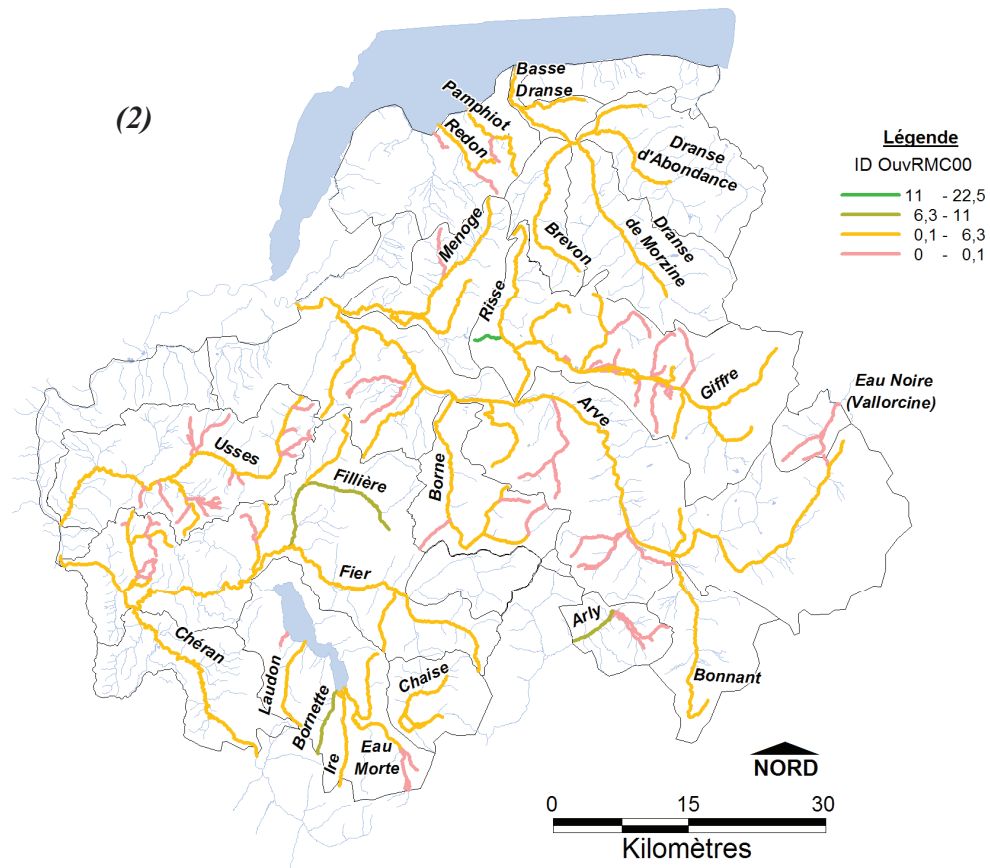 (2)
Basse
Dranse
Pamphiot
Redon
Dranse
d'Abondance
Légende
ID OuvRMC00
11 - 22,5
6,3 - 11
0,1 - 6,3
0 - 0,1
Menoge
Brevon
Dranse
de Morzine
Risse
Giffre
Eau Noire
(Vallorcine)
Arve
Usses
Fillière
Borne
Fier
Arly
Chéran
Laudon
Bornette
Ire
Chaise
Eau
Morte
Bonnant
NORD
0 15 30
Kilomètres